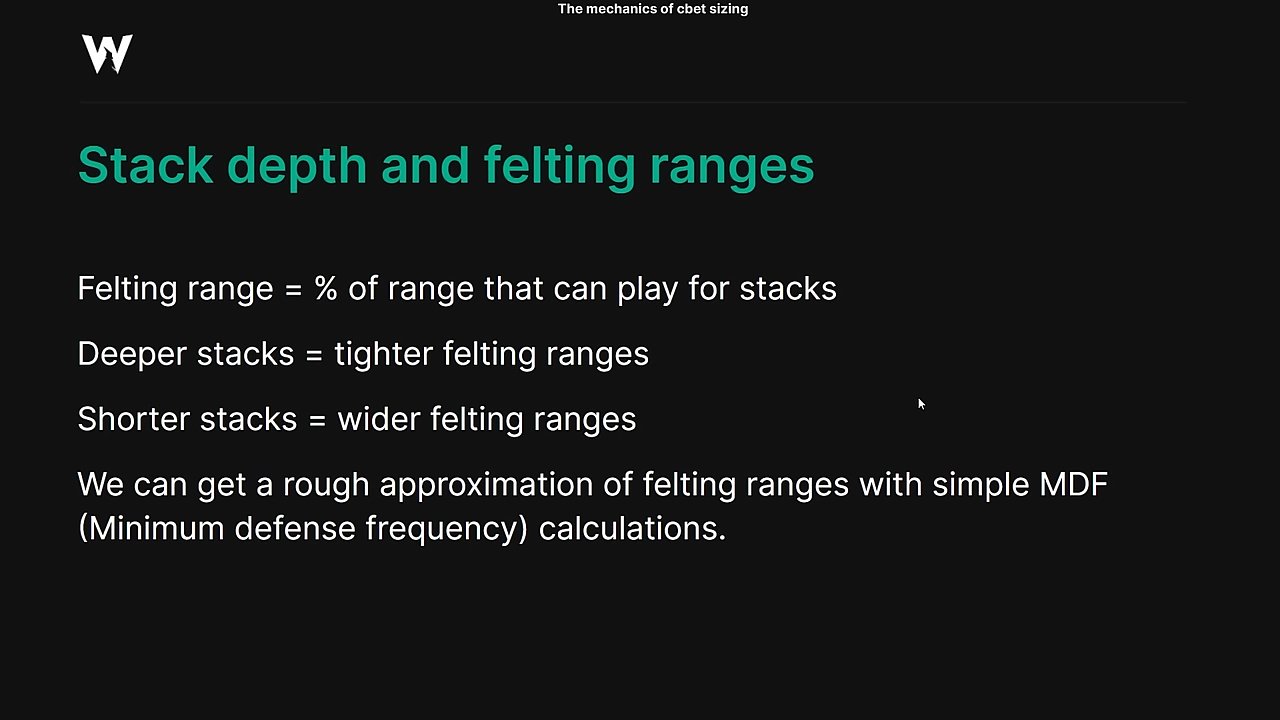 The mechanics of cbet sizing
W
Stack depth and felting ranges
Felting range = % of range that can play for stacks
Deeper stacks = tighter felting ranges
Shorter stacks = wider felting ranges
We can get a rough approximation of felting ranges with simple MDF
(Minimum defense frequency) calculations.